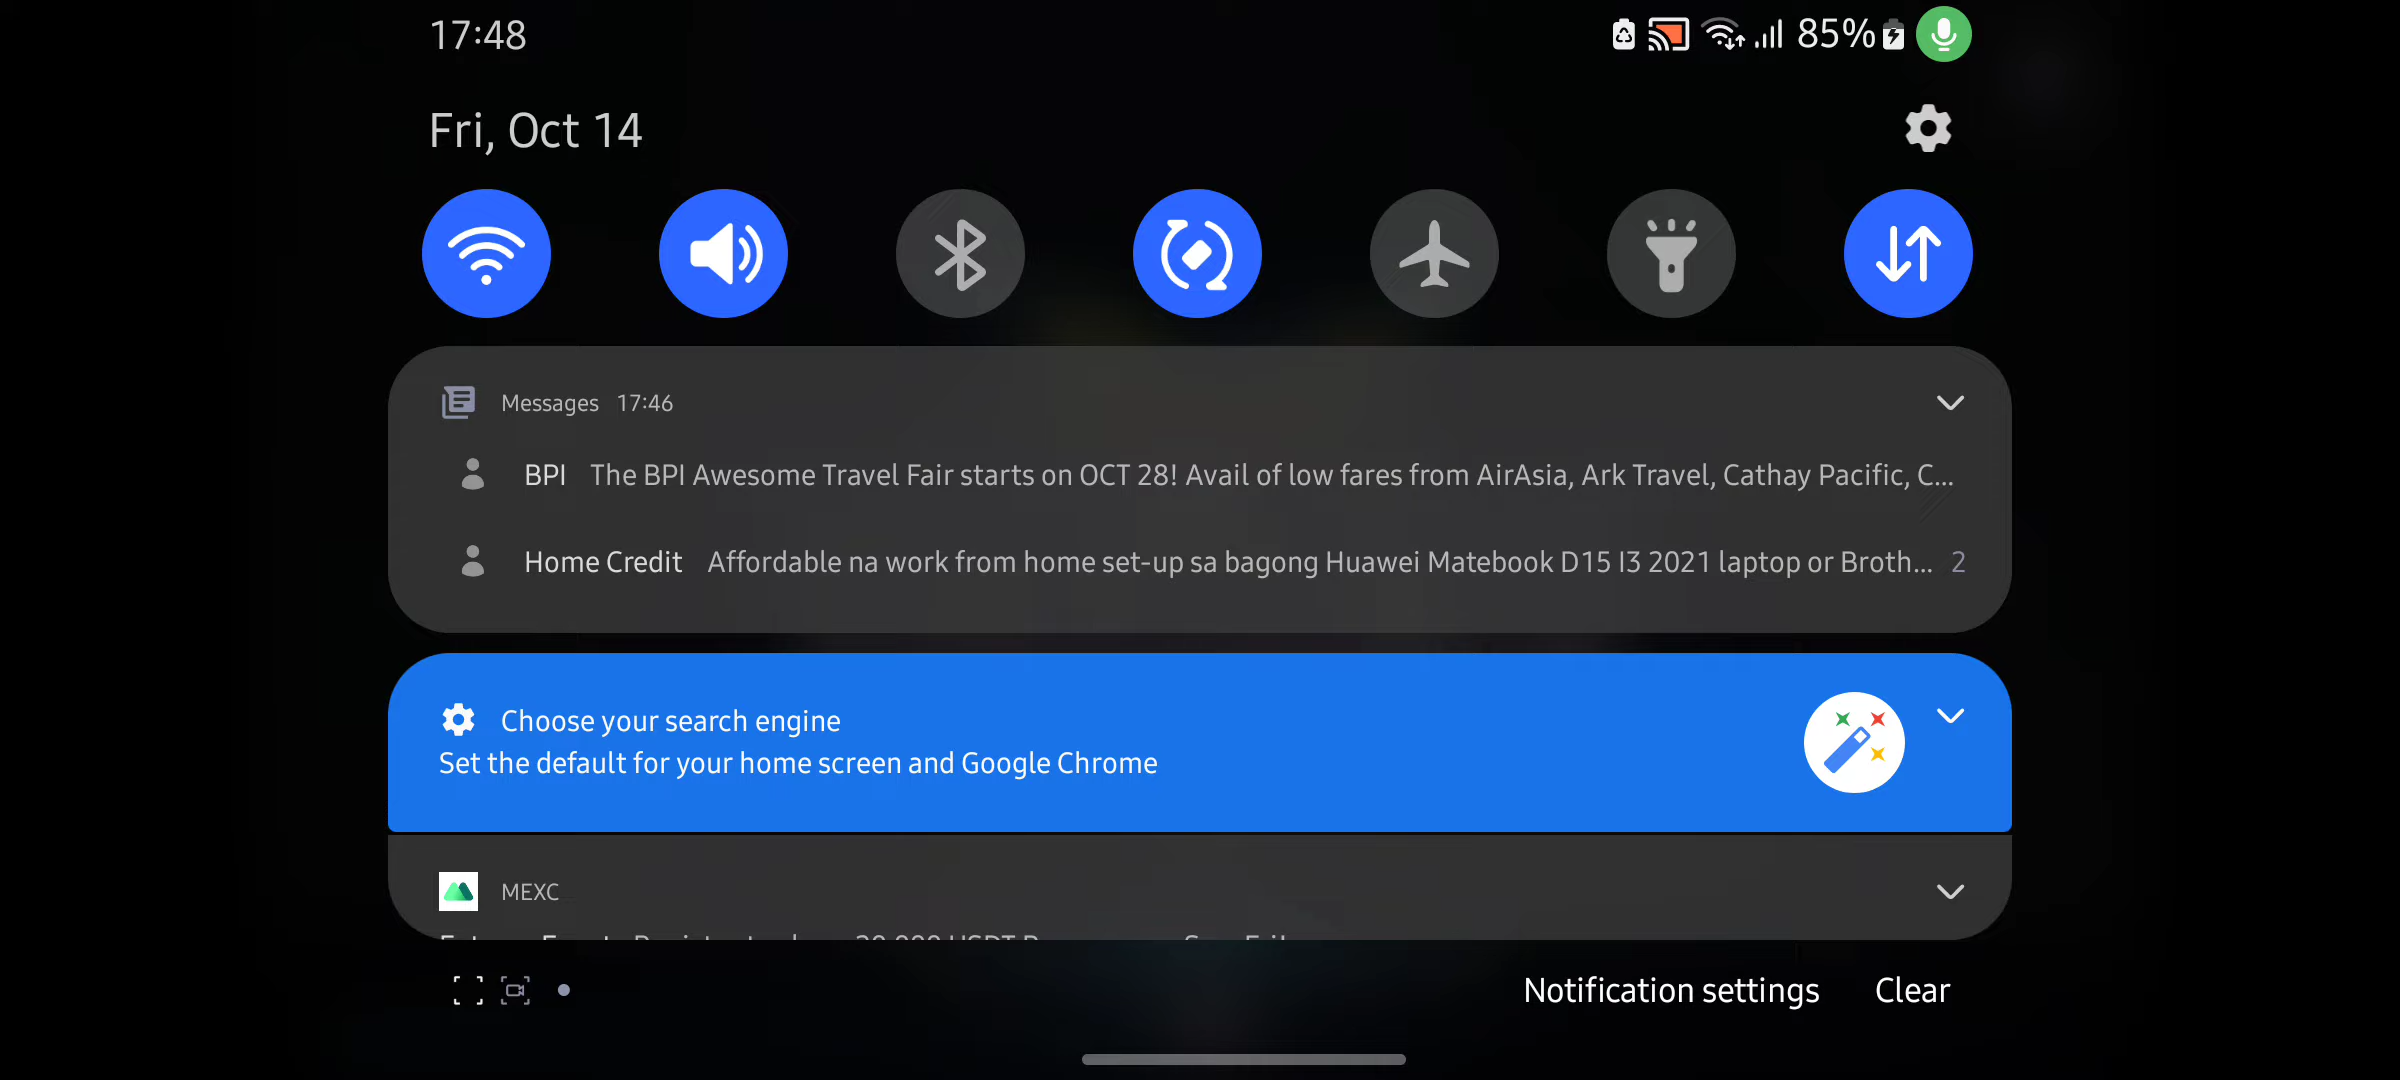 17:48
85%
Fri, Oct 14
Messages 17:46
BPI The BPI Awesome Travel Fair starts on OCT 28! Avail of low fares from AirAsia, Ark Travel, Cathay Pacific, C...
Home Credit Affordable na work from home set-up sa bagong Huawei Matebook D15 I3 2021 laptop or Broth... 2
Choose your search engine
Set the default for your home screen and Google Chrome
MEXC
Notification settings Clear